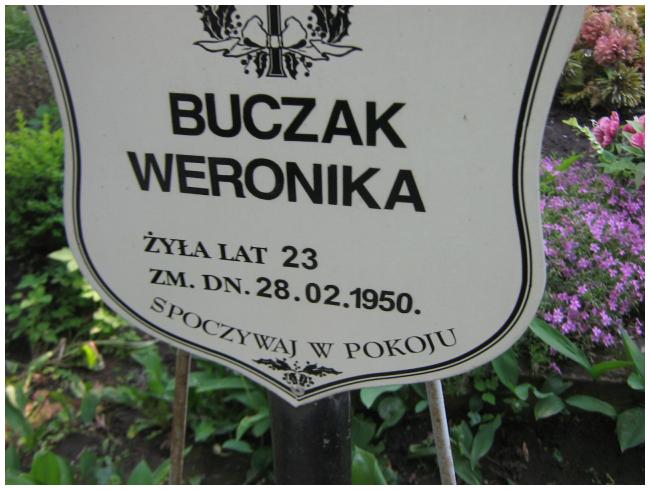 BUCZAK
WERONIKA
ŻYŁA LAT 23
ZM. DN. 28.02.1950.
SPOCZYWAJ W POKOJU